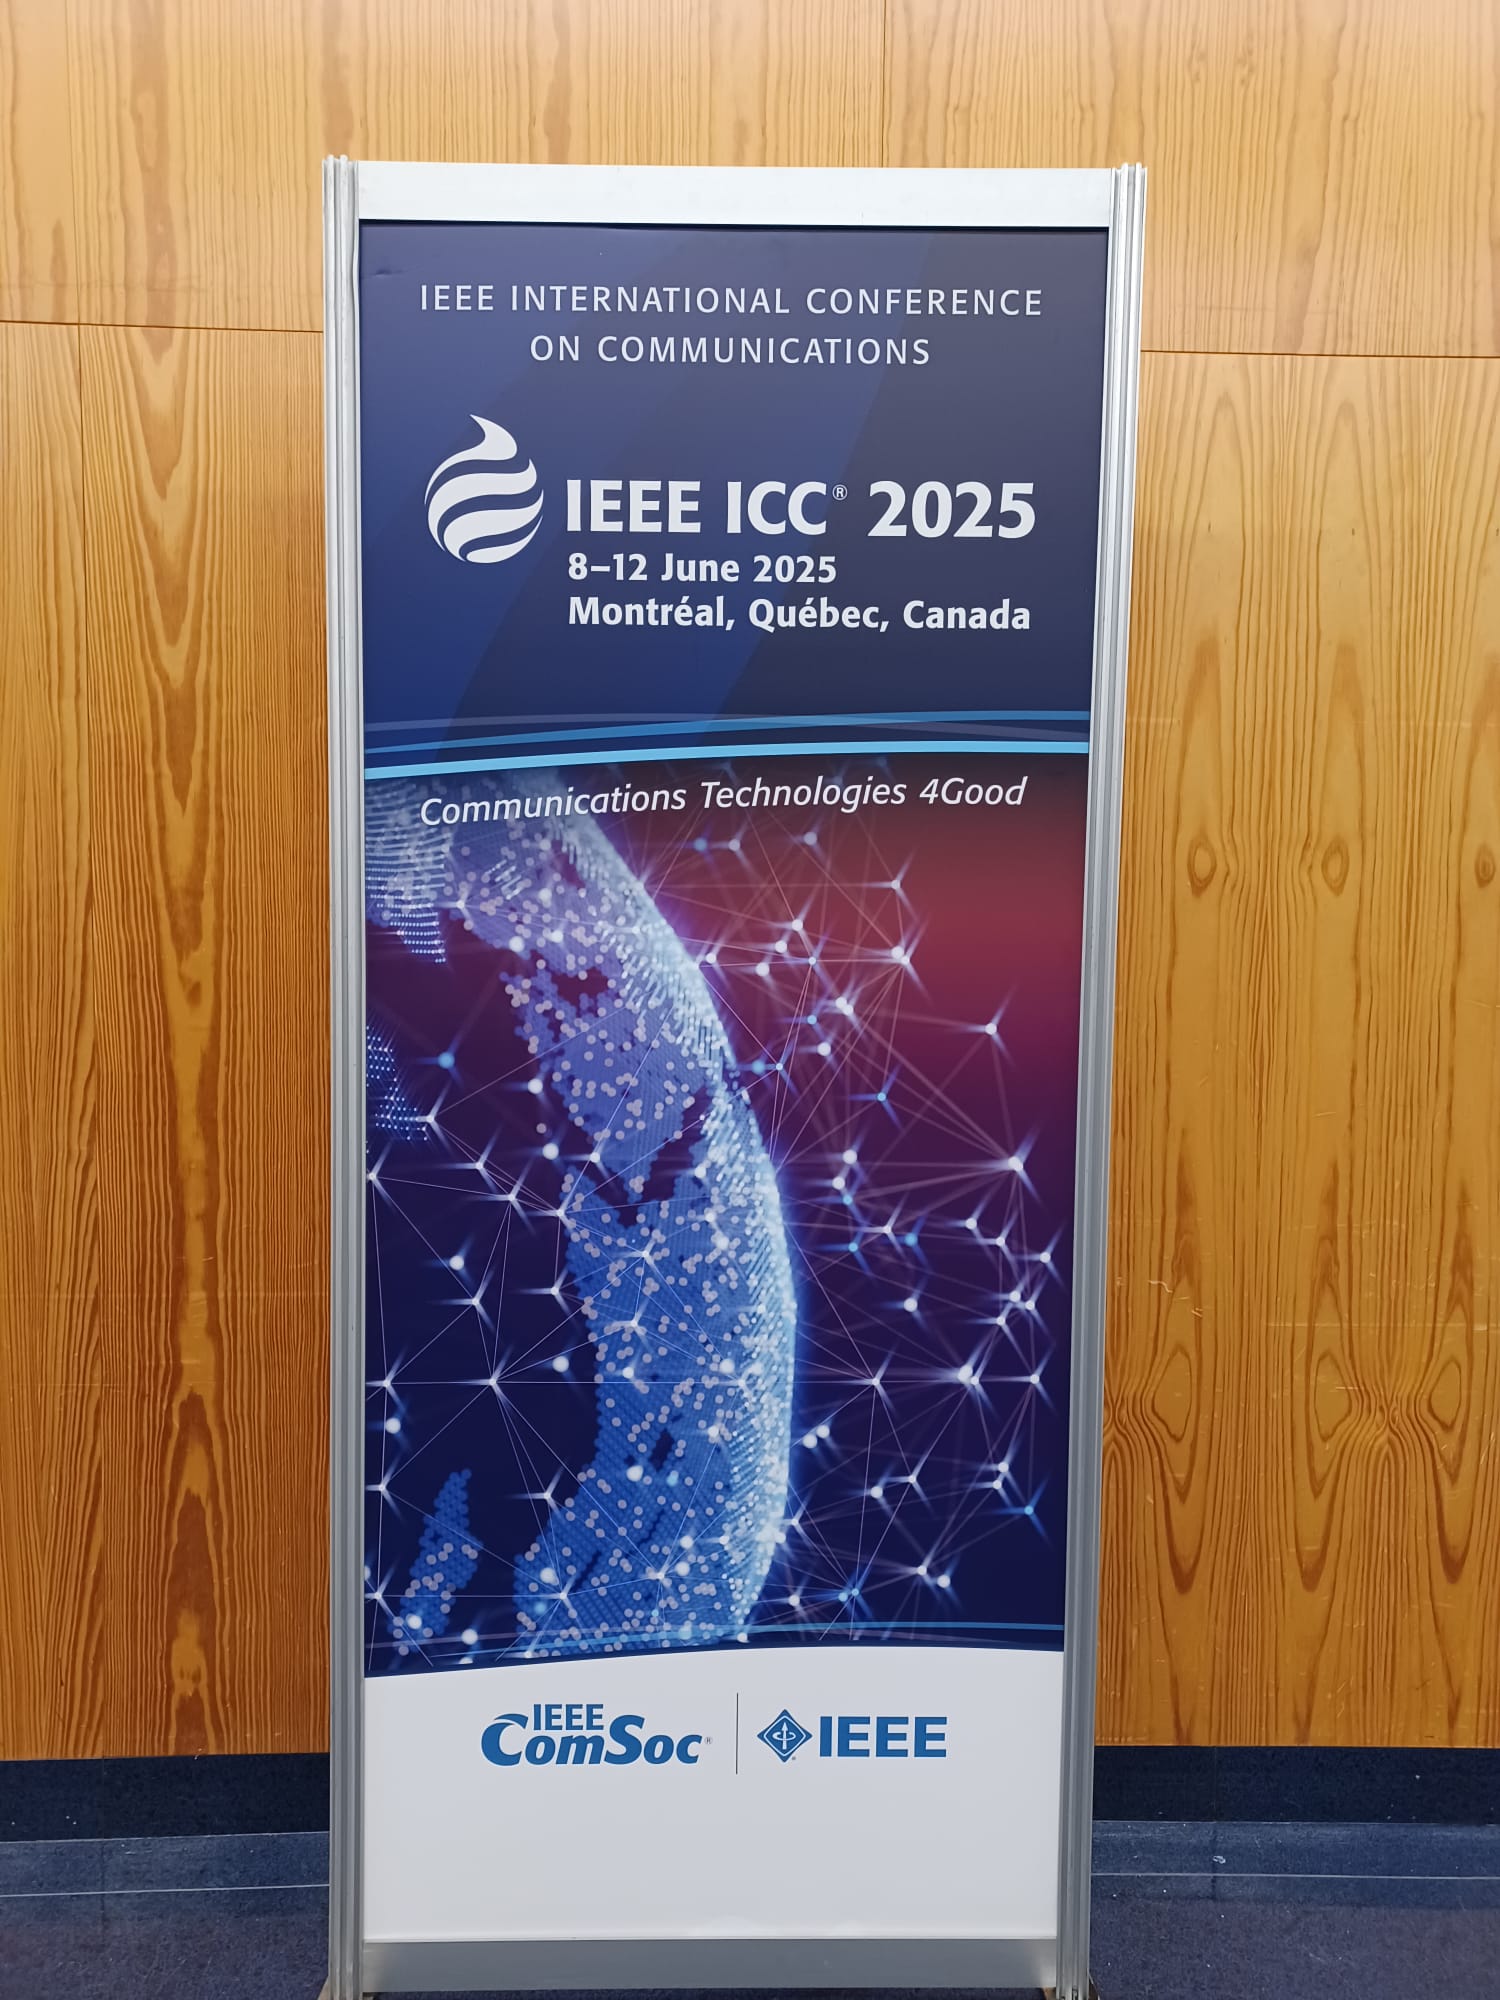 IEEE INTERNATIONAL CONFERENCE
ON COMMUNICATIONS
IEEE ICC® 2025
8–12 June 2025
Montréal, Québec, Canada
Communications Technologies 4Good
IEEE
ComSoc®
IEEE